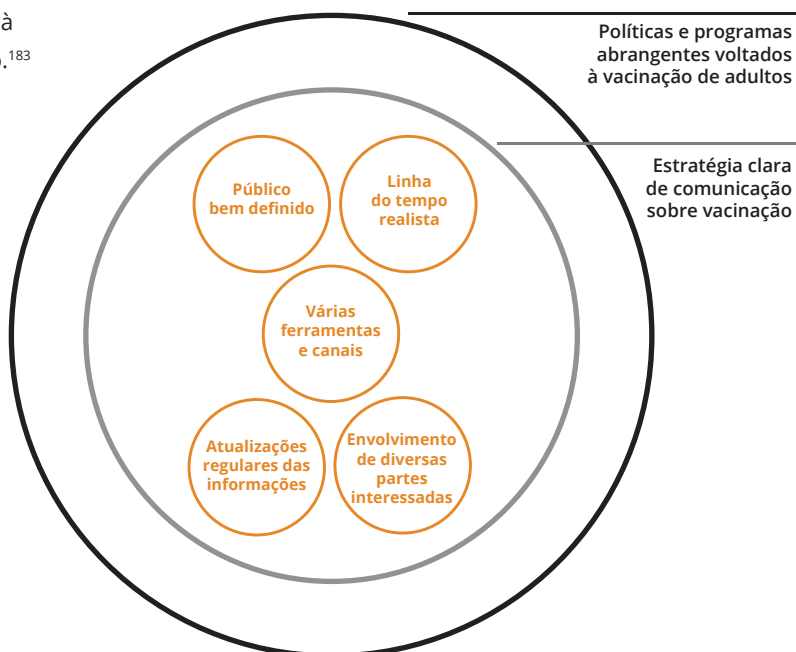 à
.183
Políticas e programas
abrangentes voltados
à vacinação de adultos
Estratégia clara
de comunicação
sobre vacinação
Público
bem definido
Linha
do tempo
realista
Várias
ferramentas
e canais
Atualizações
regulares das
informações
Envolvimento
de diversas
partes
interessadas